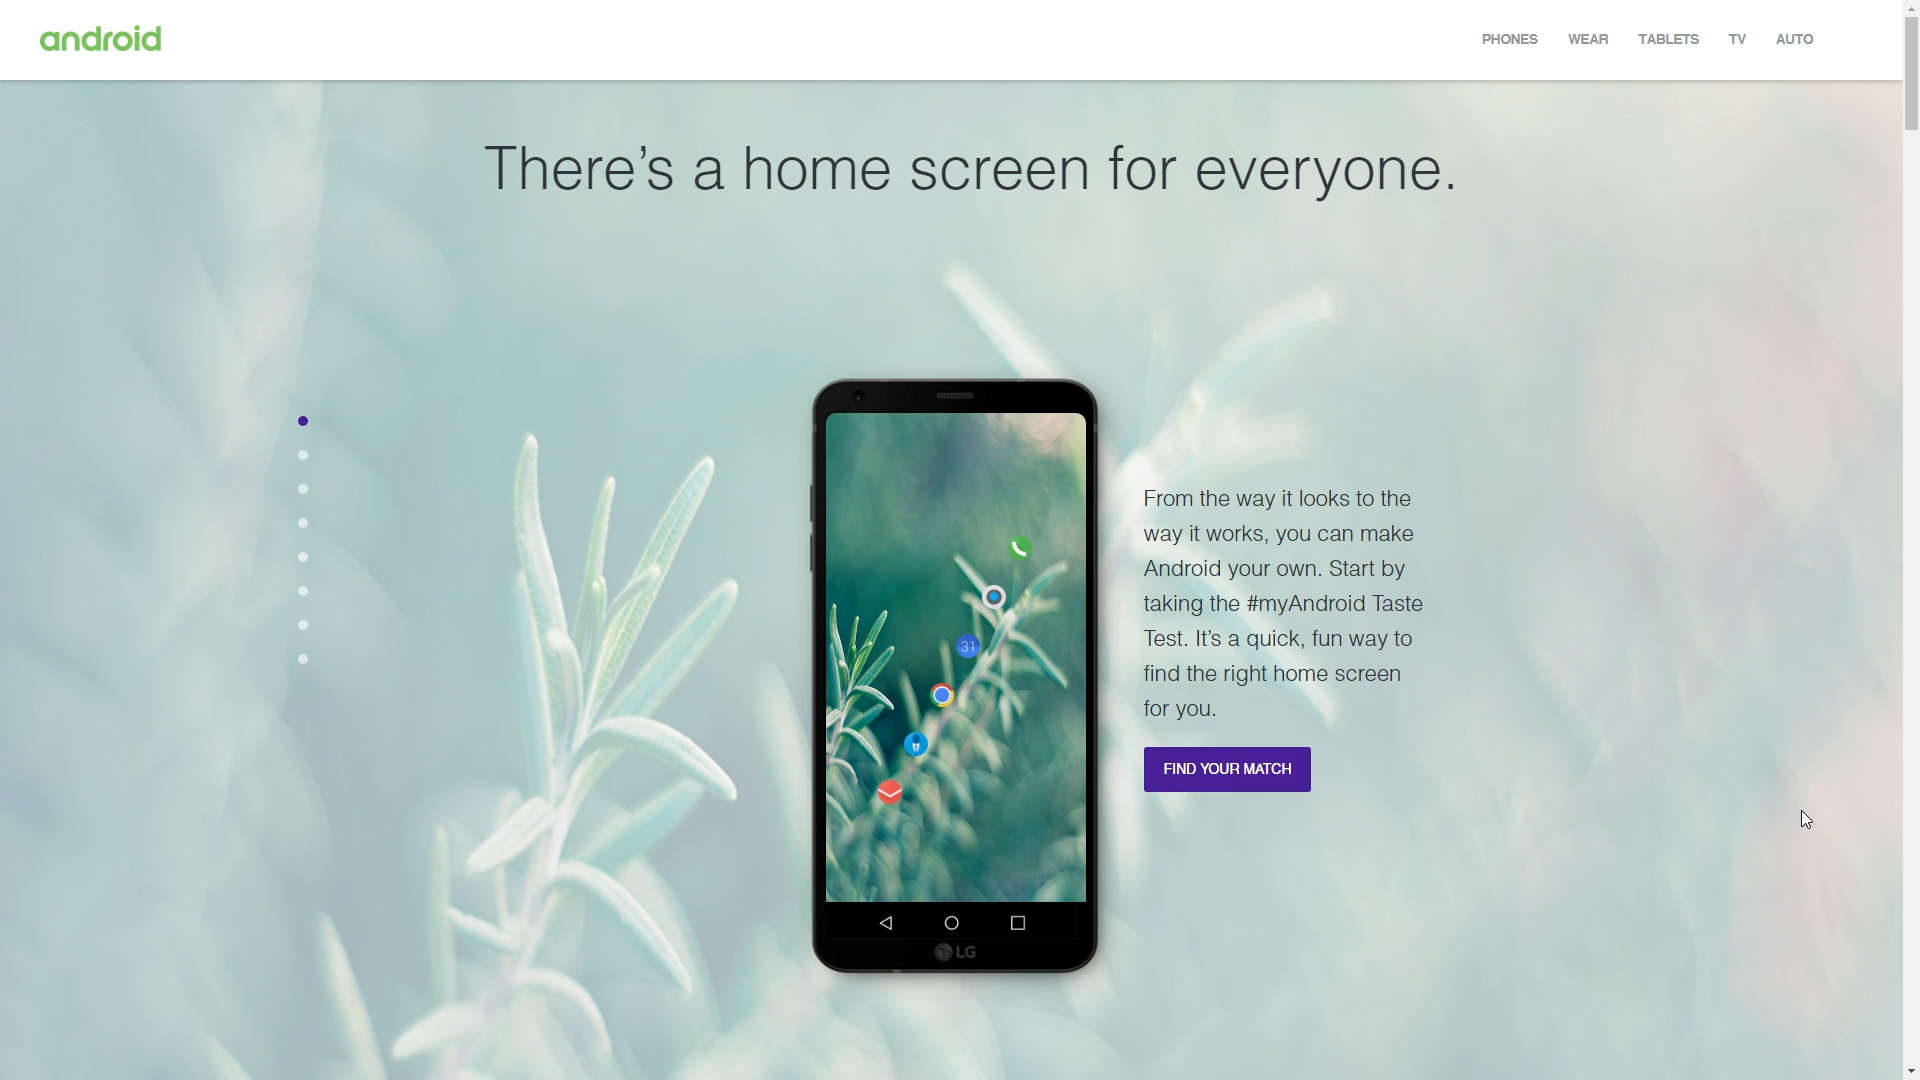 android
PHONES WEAR TABLETS TV AUTO
There’s a home screen for everyone.
From the way it looks to the
way it works, you can make
Android your own. Start by
taking the #myAndroid Taste
Test. It’s a quick, fun way to
find the right home screen
for you.
FIND YOUR MATCH
31
LG